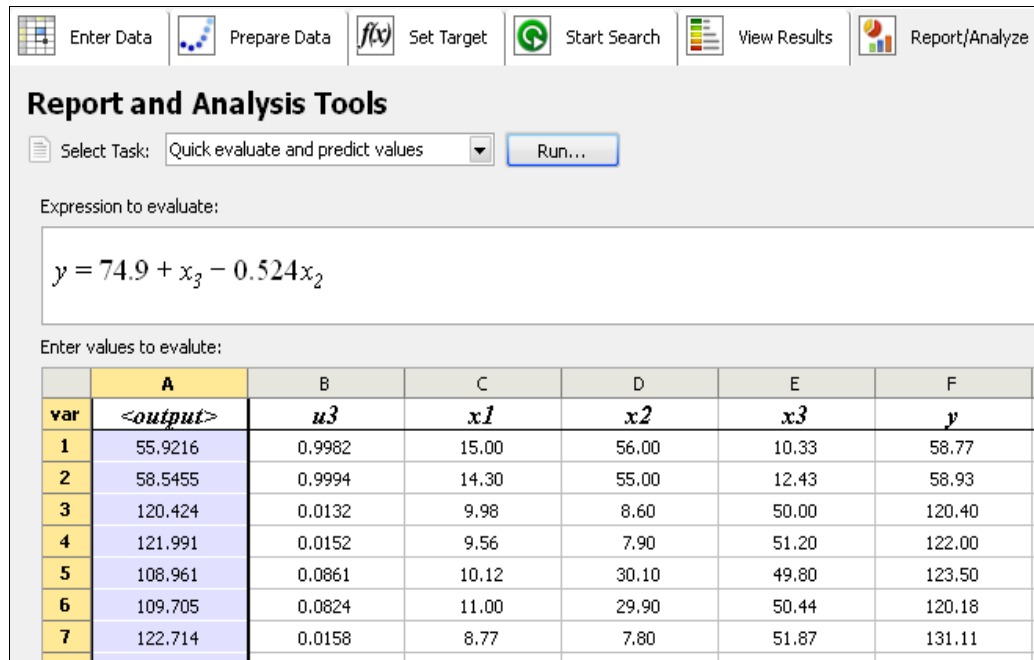 Enter Data Prepare Data f(x) Set Target Start Search View Results Report/Analyze
Report and Analysis Tools
Select Task: Quick evaluate and predict values Run...
Expression to evaluate:
y = 74.9 + x₃ − 0.524x₂
Enter values to evalute:
A B C D E F
var <output> u3 x1 x2 x3 y
1 55.9216 0.9982 15.00 56.00 10.33 58.77
2 58.5455 0.9994 14.30 55.00 12.43 58.93
3 120.424 0.0132 9.98 8.60 50.00 120.40
4 121.991 0.0152 9.56 7.90 51.20 122.00
5 108.961 0.0861 10.12 30.10 49.80 123.50
6 109.705 0.0824 11.00 29.90 50.44 120.18
7 122.714 0.0158 8.77 7.80 51.87 131.11